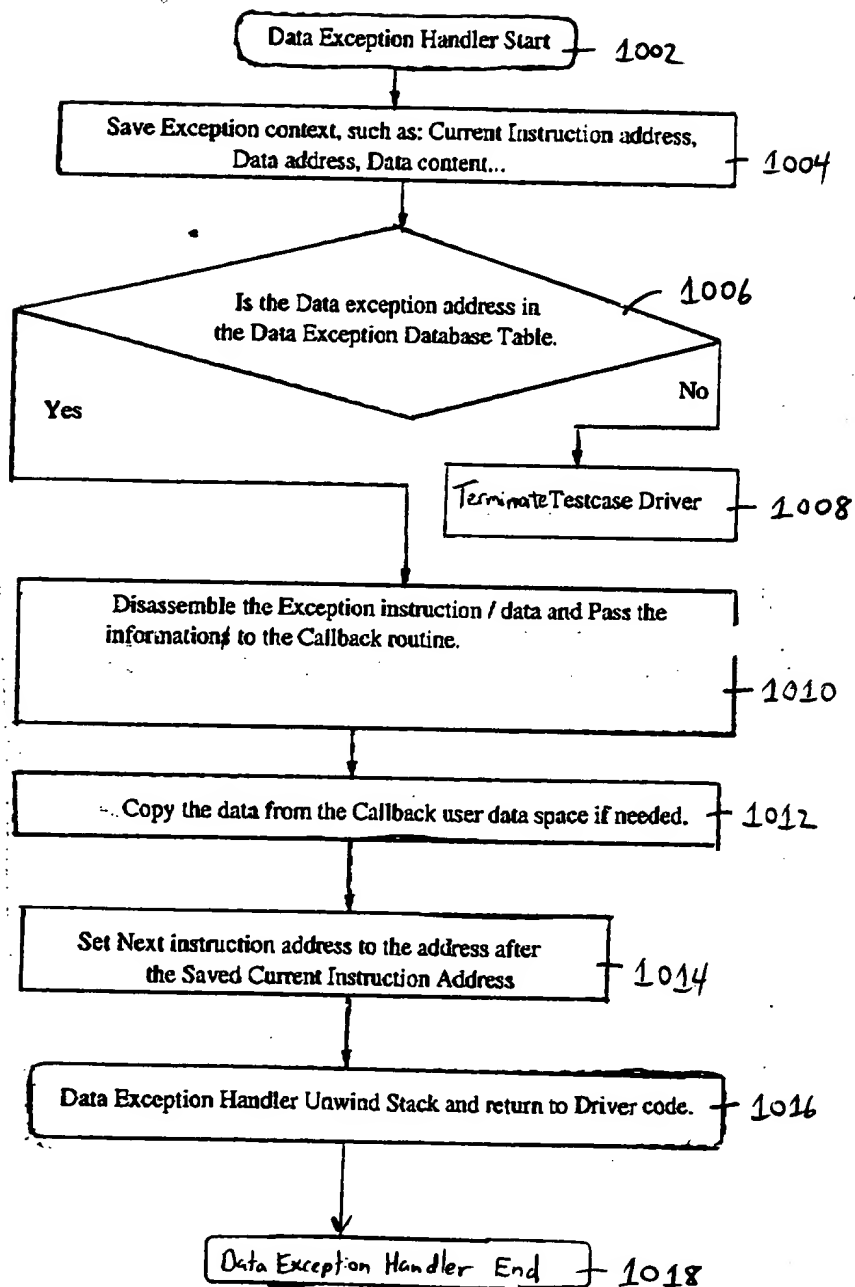 Data Exception Handler Start
1002
Save Exception context, such as: Current Instruction address,
Data address, Data content...
1004
Is the Data exception address in
the Data Exception Database Table.
1006
Yes
No
Terminate Testcase Driver
1008
Disassemble the Exception instruction / data and Pass the
information to the Callback routine.
1010
Copy the data from the Callback user data space if needed.
1012
Set Next instruction address to the address after
the Saved Current Instruction Address
1014
Data Exception Handler Unwind Stack and return to Driver code.
1016
Data Exception Handler End
1018